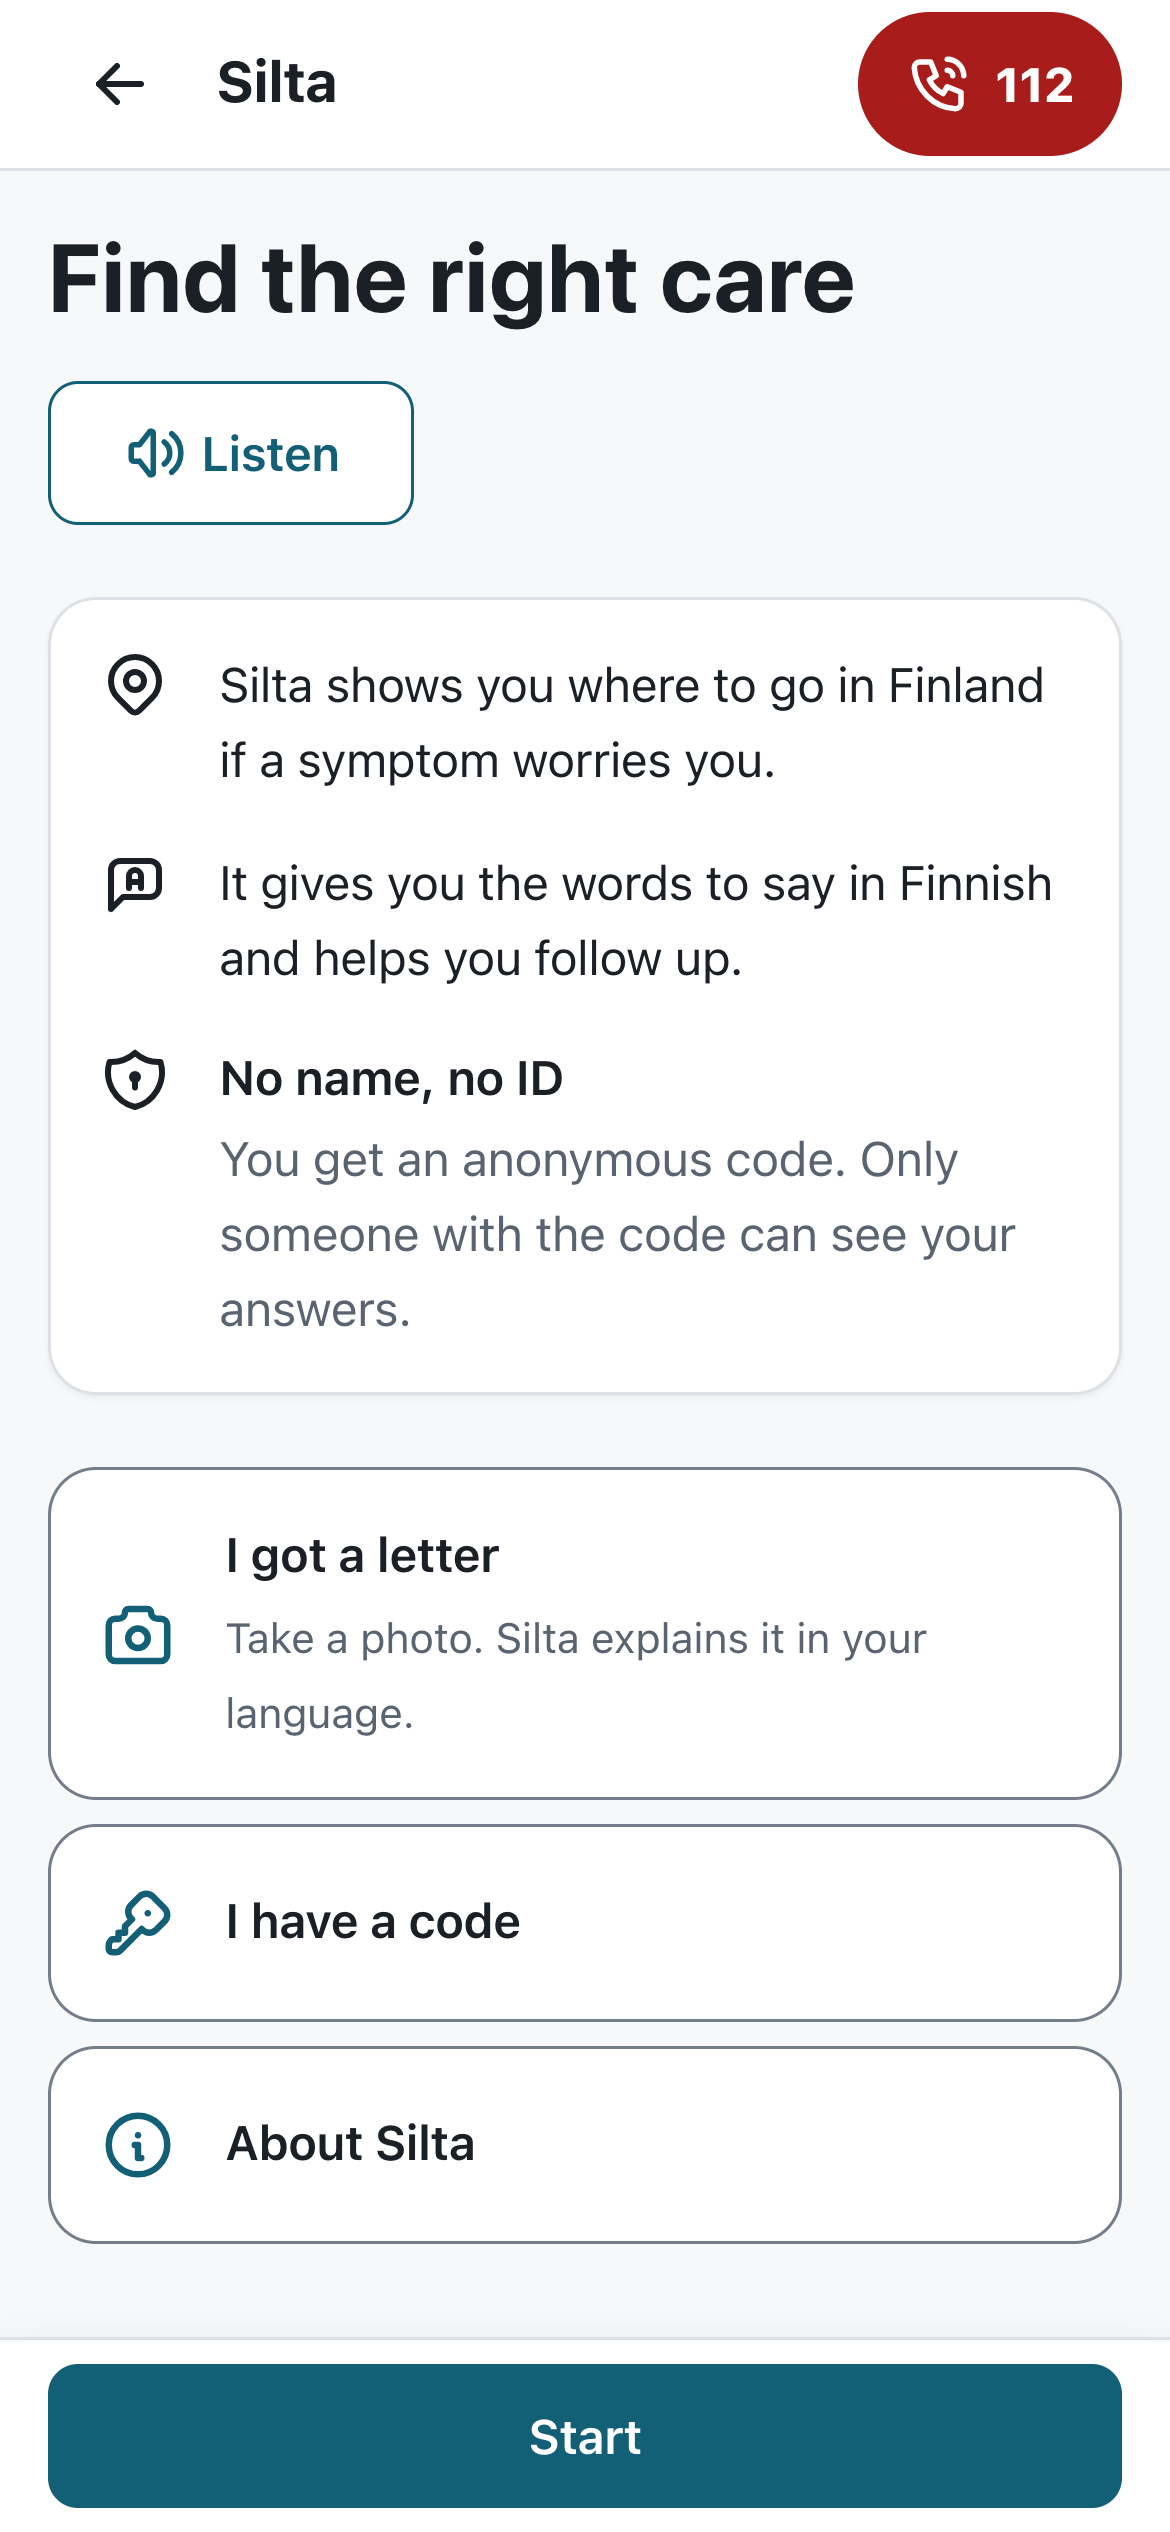 Silta
112
Find the right care
Listen
Silta shows you where to go in Finland
if a symptom worries you.
It gives you the words to say in Finnish
and helps you follow up.
No name, no ID
You get an anonymous code. Only
someone with the code can see your
answers.
I got a letter
Take a photo. Silta explains it in your
language.
I have a code
About Silta
Start